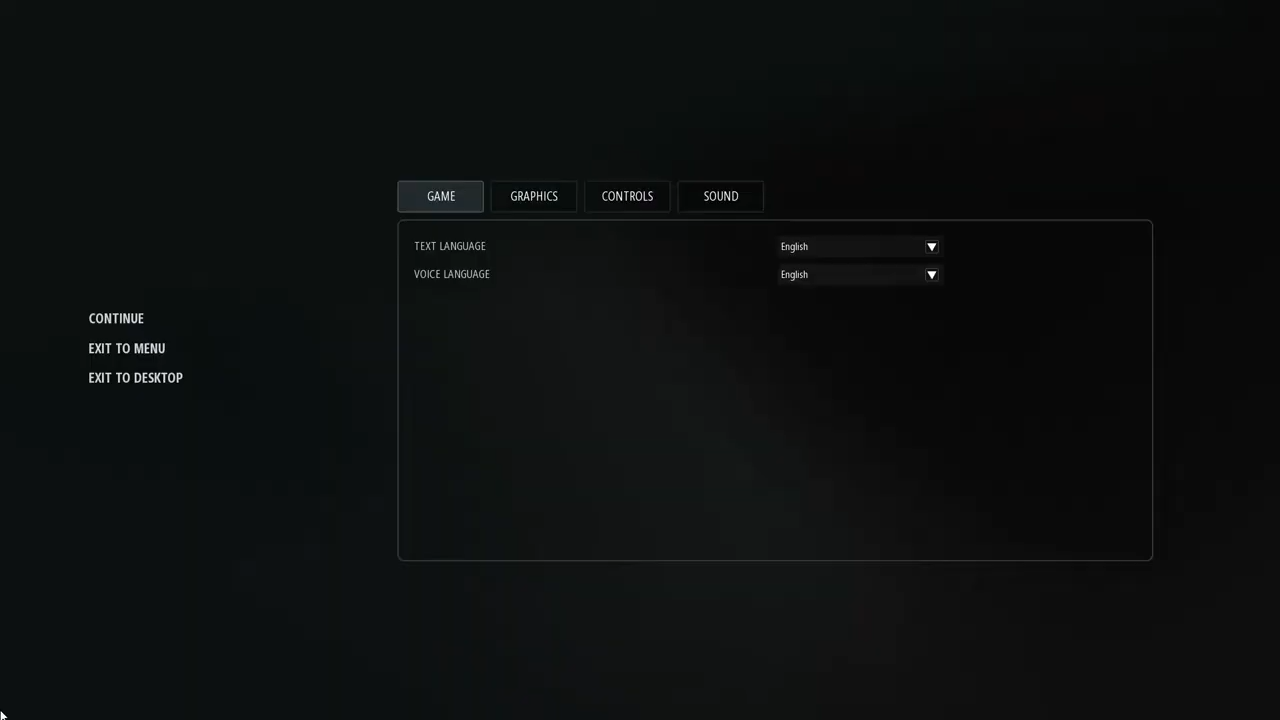 GAME GRAPHICS CONTROLS SOUND
TEXT LANGUAGE English
VOICE LANGUAGE English
CONTINUE
EXIT TO MENU
EXIT TO DESKTOP